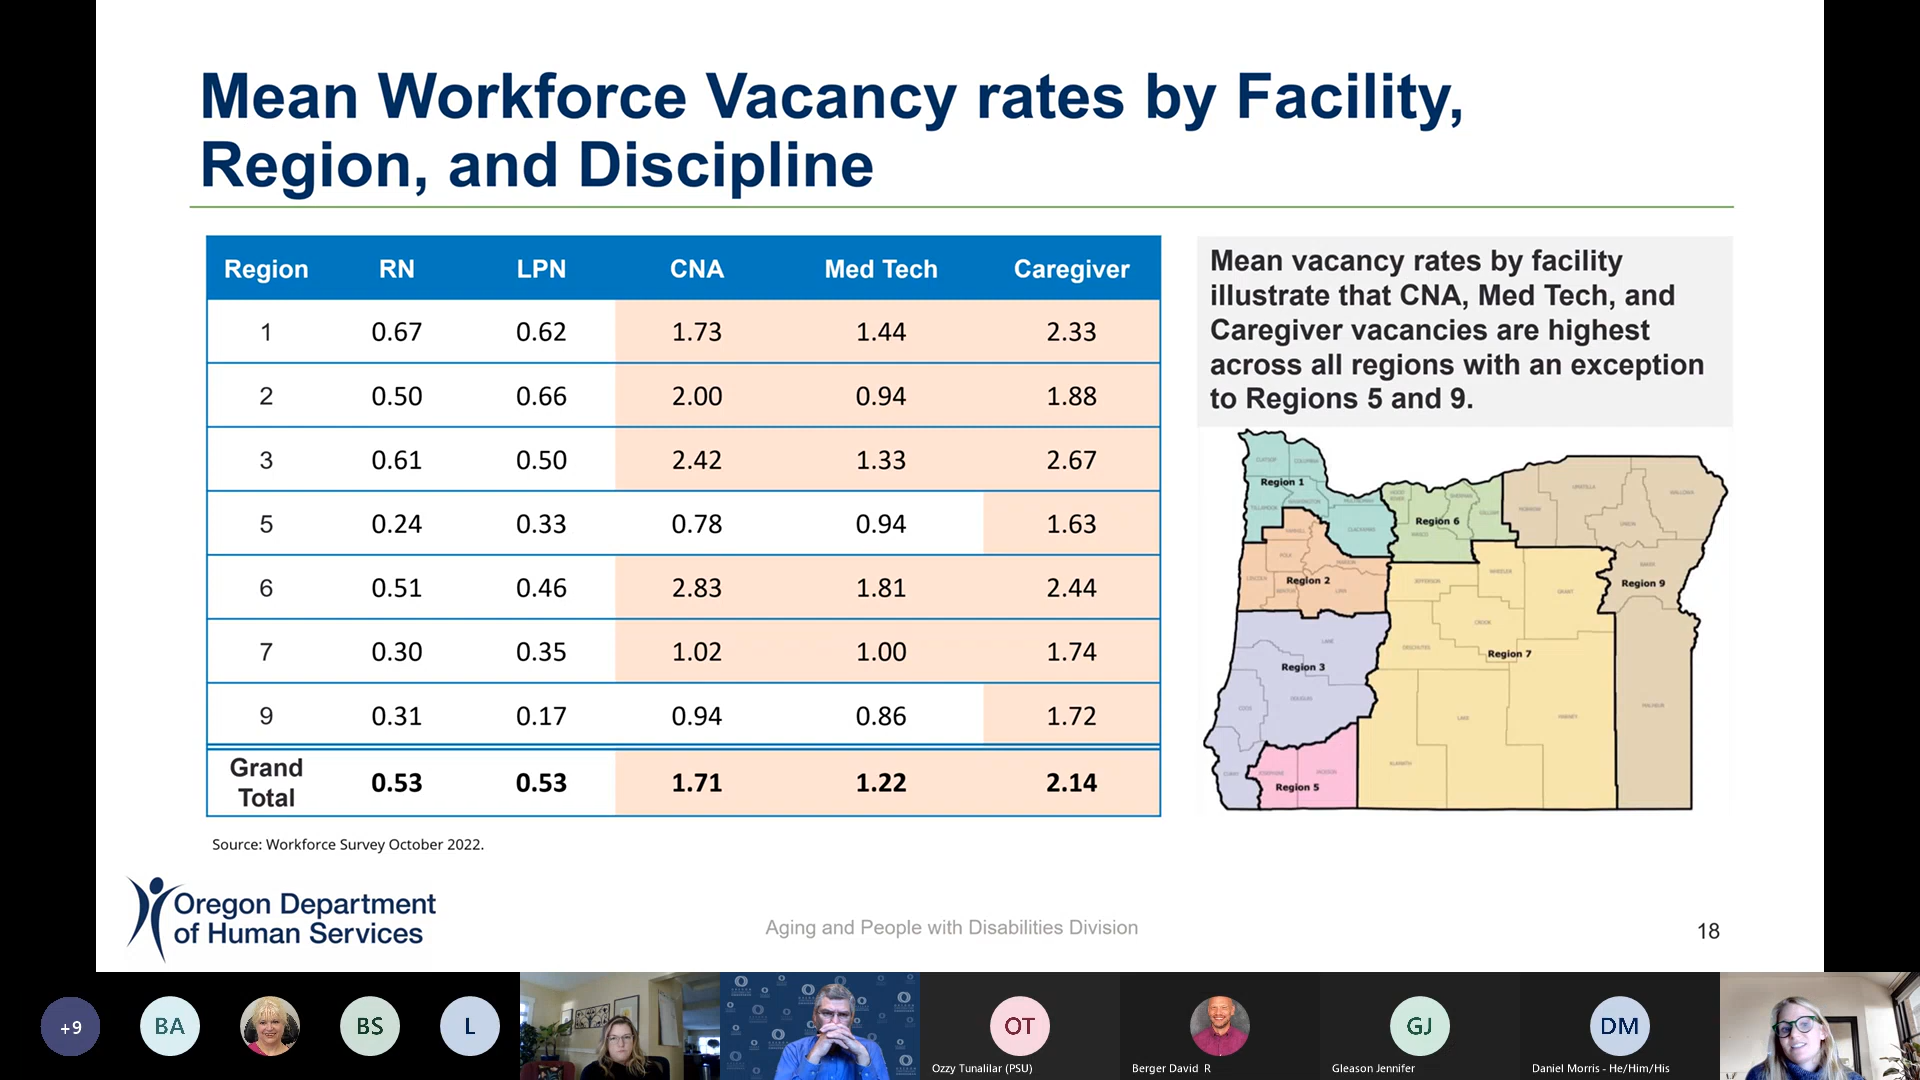 Mean Workforce Vacancy rates by Facility,
Region, and Discipline
Region RN LPN CNA Med Tech Caregiver
1 0.67 0.62 1.73 1.44 2.33
2 0.50 0.66 2.00 0.94 1.88
3 0.61 0.50 2.42 1.33 2.67
5 0.24 0.33 0.78 0.94 1.63
6 0.51 0.46 2.83 1.81 2.44
7 0.30 0.35 1.02 1.00 1.74
9 0.31 0.17 0.94 0.86 1.72
Grand
Total 0.53 0.53 1.71 1.22 2.14
Source: Workforce Survey October 2022.
Mean vacancy rates by facility
illustrate that CNA, Med Tech, and
Caregiver vacancies are highest
across all regions with an exception
to Regions 5 and 9.
Region 1
Region 6
Region 2
Region 9
Region 7
Region 3
Region 5
Oregon Department
of Human Services
Aging and People with Disabilities Division
18
+9
BA
BS
L
OT
Ozzy Tunalilar (PSU)
Berger David R
GJ
Gleason Jennifer
DM
Daniel Morris - He/Him/His